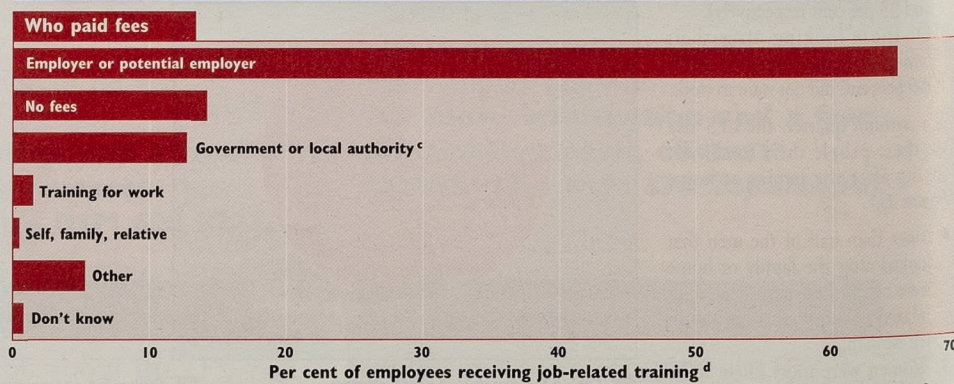 Who paid fees
Employer or potential employer
No fees
Government or local authority c
Training for work
Self, family, relative
Other
Don't know
0 10 20 30 40 50 60 70
Per cent of employees receiving job-related training d